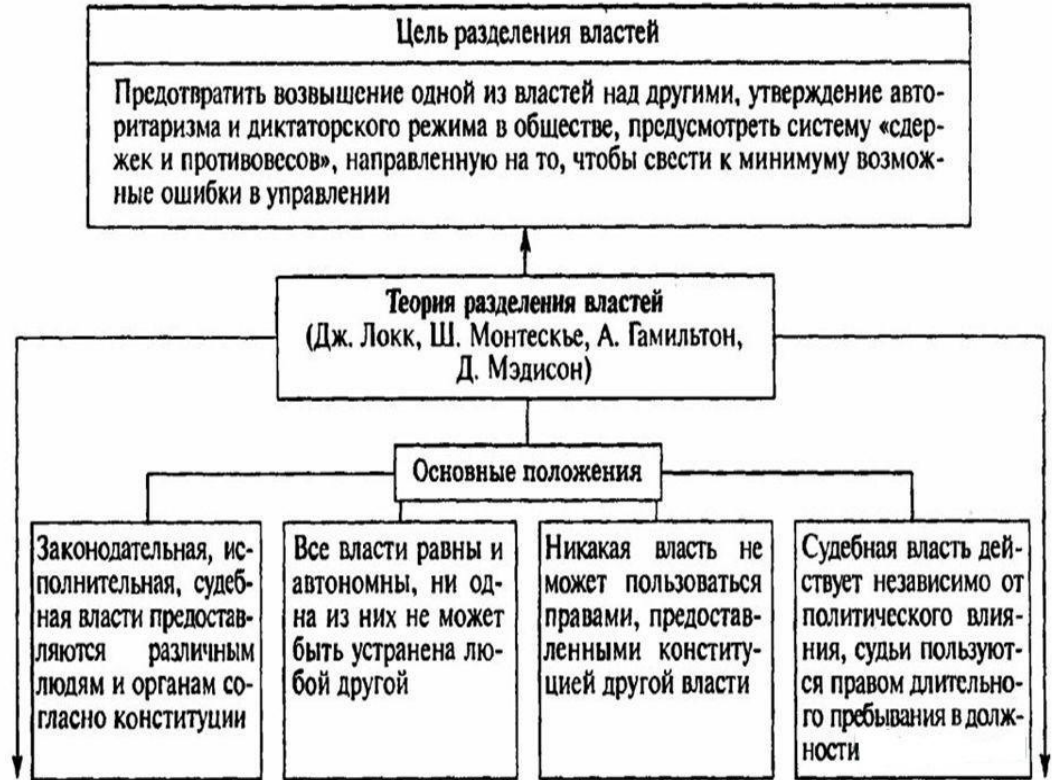 Цель разделения властей
Предотвратить возвышение одной из властей над другими, утверждение авто-
ритаризма и диктаторского режима в обществе, предусмотреть систему «сдер-
жек и противовесов», направленную на то, чтобы свести к минимуму возмож-
ные ошибки в управлении
Теория разделения властей
(Дж. Локк, Ш. Монтескье, А. Гамильтон,
Д. Мэдисон)
Основные положения
Законодательная, ис-
полнительная, судеб-
ная власти предостав-
ляются различным
людям и органам со-
гласно конституции
Все власти равны и
автономны, ни од-
на из них не может
быть устранена лю-
бой другой
Никакая власть не
может пользоваться
правами, предостав-
ленными конститу-
цией другой власти
Судебная власть дей-
ствует независимо от
политического влия-
ния, судьи пользуют-
ся правом длительно-
го пребывания в долж-
ности